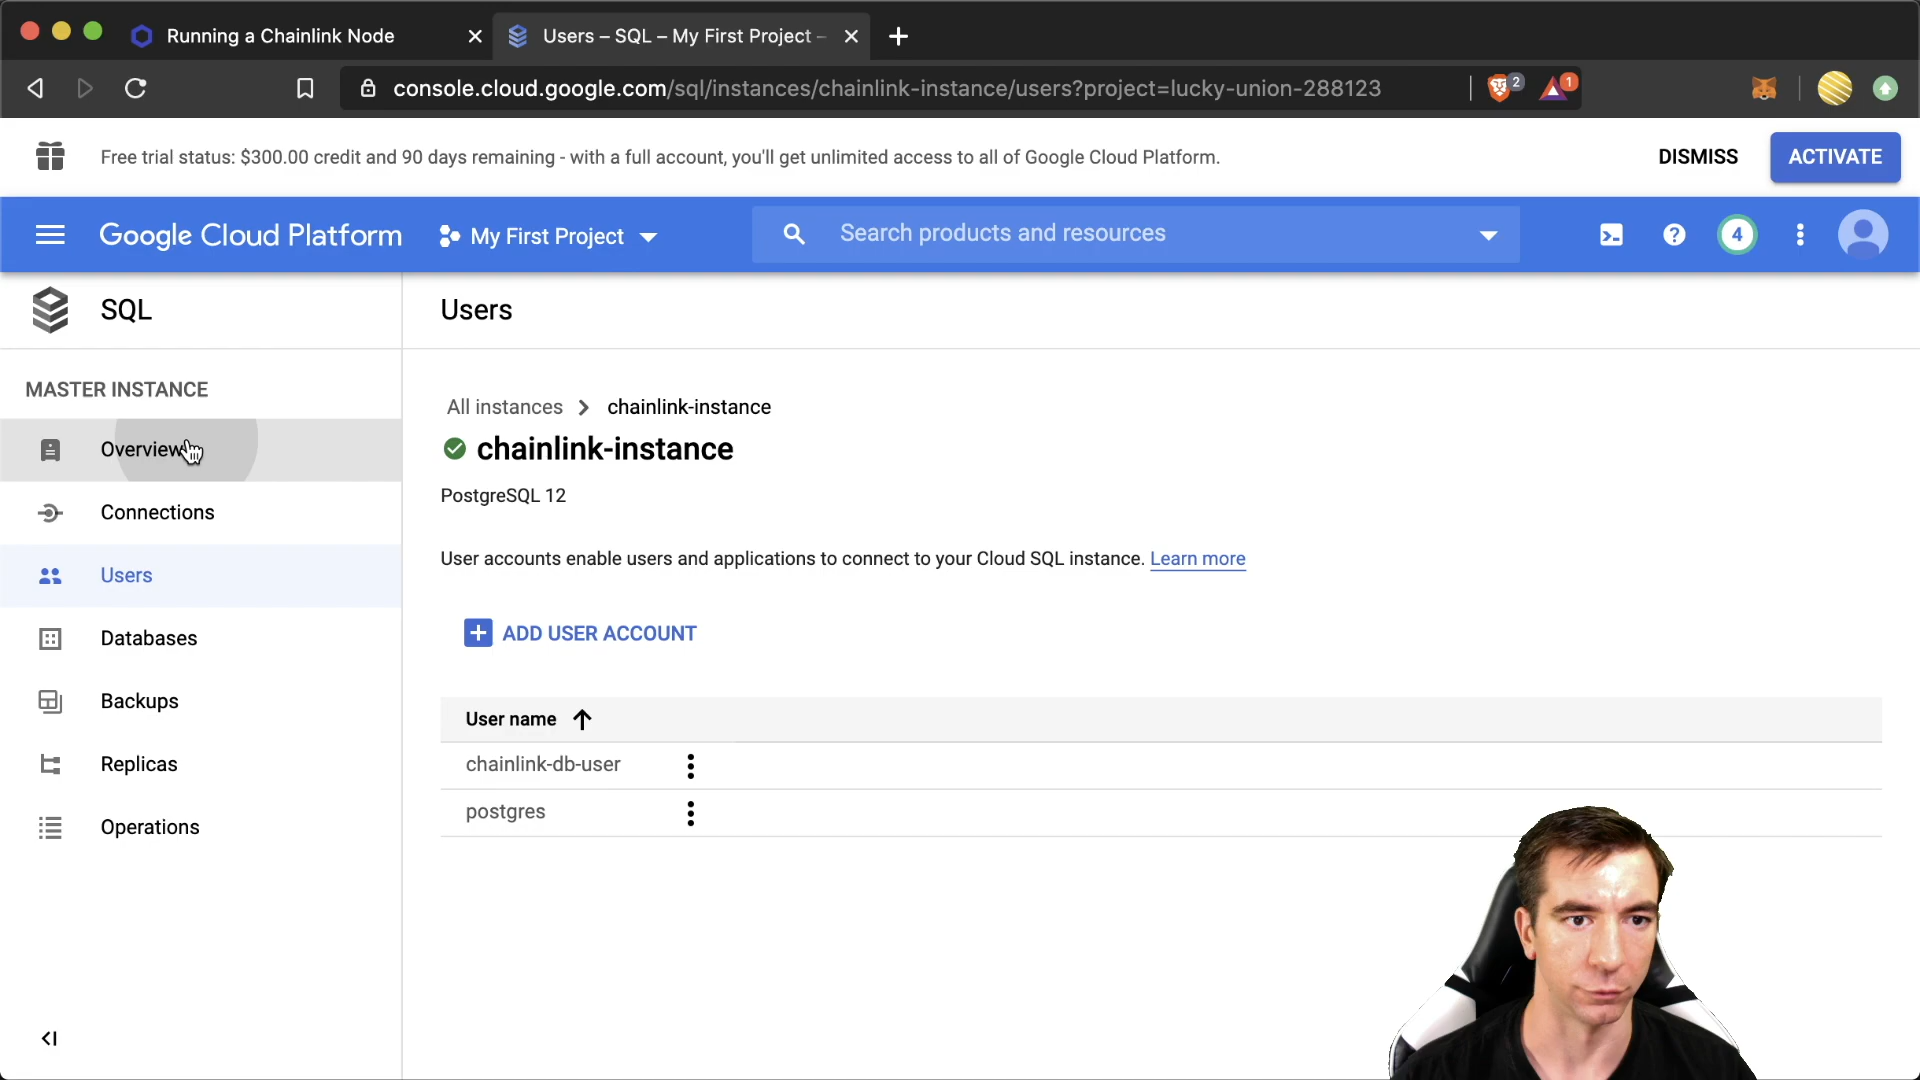 Running a Chainlink Node
Users – SQL – My First Project –
console.cloud.google.com/sql/instances/chainlink-instance/users?project=lucky-union-288123
2
1
Free trial status: $300.00 credit and 90 days remaining - with a full account, you'll get unlimited access to all of Google Cloud Platform.
DISMISS
ACTIVATE
Google Cloud Platform
My First Project
Search products and resources
4
SQL
Users
MASTER INSTANCE
Overview
Connections
Users
Databases
Backups
Replicas
Operations
All instances
chainlink-instance
chainlink-instance
PostgreSQL 12
User accounts enable users and applications to connect to your Cloud SQL instance. Learn more
ADD USER ACCOUNT
User name
chainlink-db-user
postgres